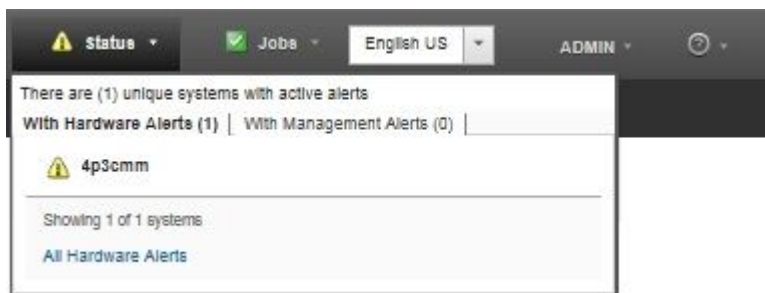 Status Jobs English US ADMIN
There are (1) unique systems with active alerts
With Hardware Alerts (1) | With Management Alerts (0) |
4p3cmm
Showing 1 of 1 systems
All Hardware Alerts